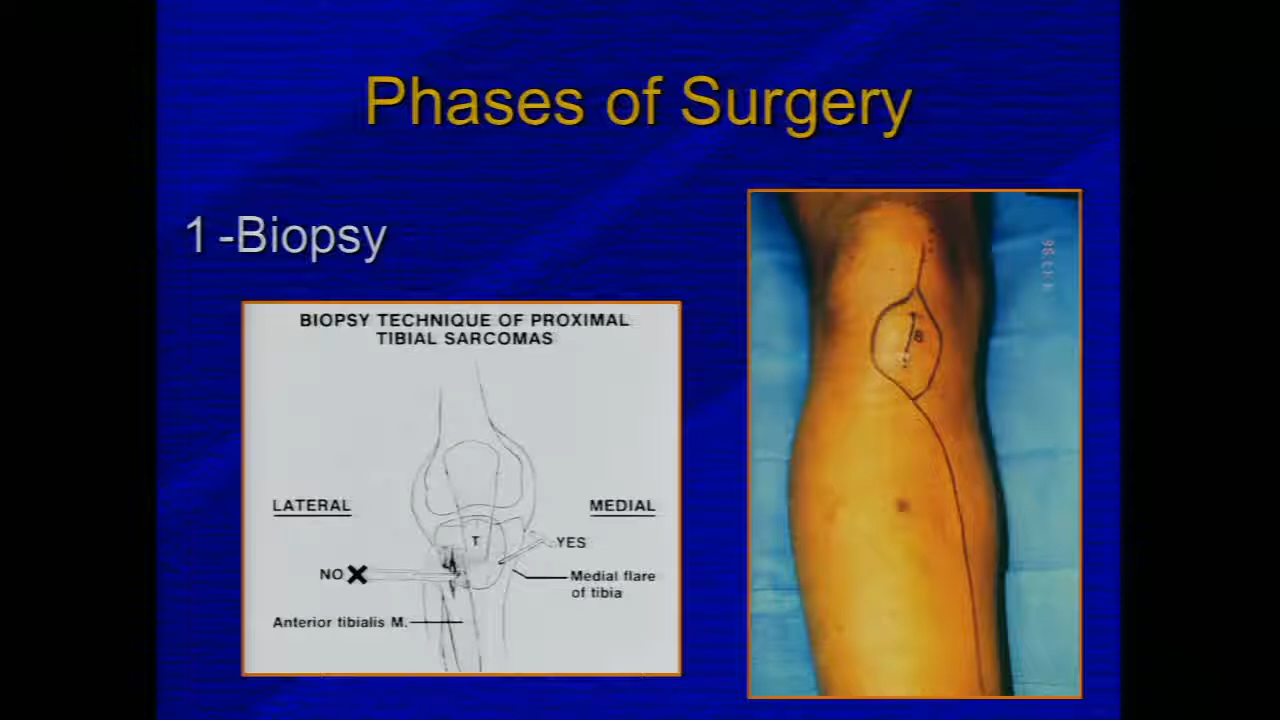 Phases of Surgery
1 -Biopsy
BIOPSY TECHNIQUE OF PROXIMAL
TIBIAL SARCOMAS
LATERAL
MEDIAL
T
YES
NO
Medial flare
of tibia
Anterior tibialis M.
B